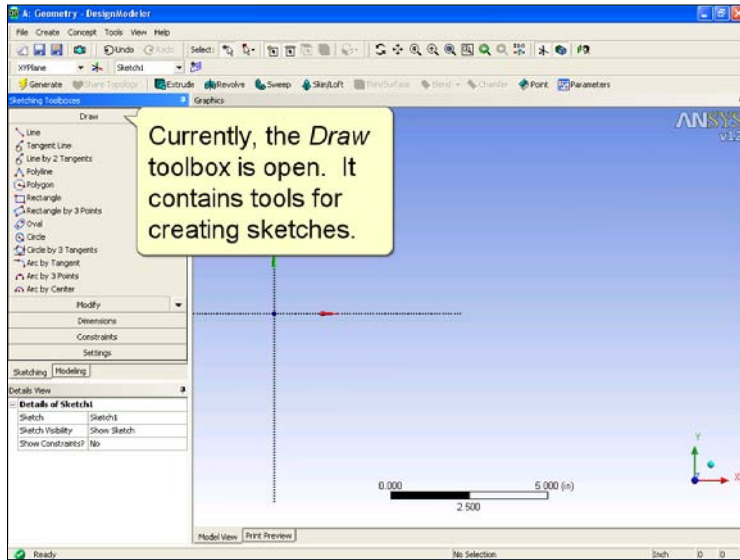 A: Geometry - DesignModeler
File Create Concept Tools View Help
Undo Redo Select:
XYPlane Sketch1
Generate Share Topology Extrude Revolve Sweep Skin/Loft Thin/Surface Blend Chamfer Point Parameters
Sketching Toolboxes Graphics
Draw
Line
Tangent Line
Line by 2 Tangents
Polyline
Polygon
Rectangle
Rectangle by 3 Points
Oval
Circle
Circle by 3 Tangents
Arc by Tangent
Arc by 3 Points
Arc by Center
Modify
Dimensions
Constraints
Settings
Sketching Modeling
Currently, the Draw
toolbox is open. It
contains tools for
creating sketches.
ANSYS
v12
Details View
Details of Sketch1
Sketch Sketch1
Sketch Visibility Show Sketch
Show Constraints? No
0.000 5.000 (in)
2.500
Y
X
Model View Print Preview
Ready No Selection Inch 0 0